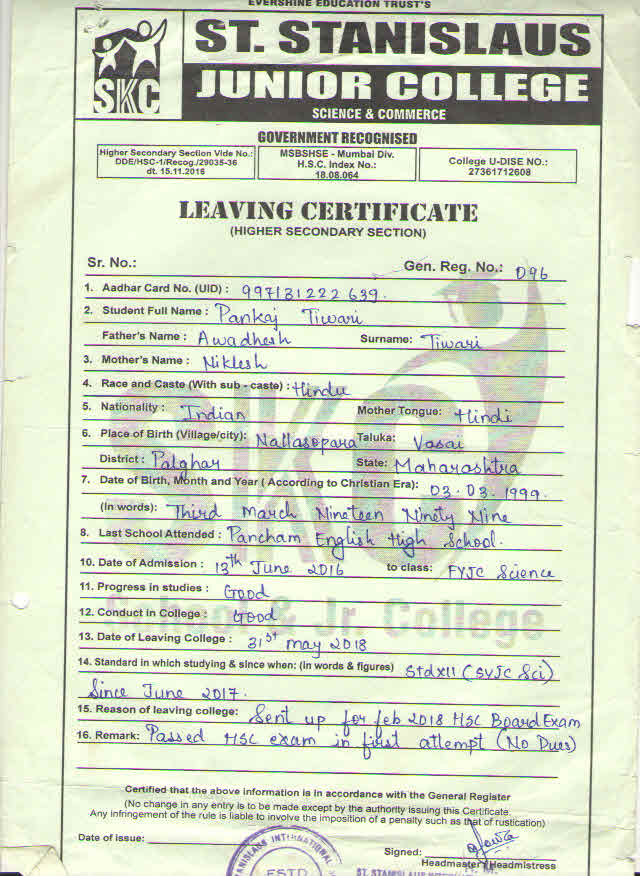 EVERSHINE EDUCATION TRUST'S
SKC
ST. STANISLAUS
JUNIOR COLLEGE
SCIENCE & COMMERCE
GOVERNMENT RECOGNISED
Higher Secondary Section Vide No.:
DDE/HSC-1/Recog./29035-36
dt. 15.11.2016
MSBSHSE - Mumbai Div.
H.S.C. Index No.:
18.08.064
College U-DISE NO.:
27361712608
LEAVING CERTIFICATE
(HIGHER SECONDARY SECTION)
Sr. No.: Gen. Reg. No.: 096
1. Aadhar Card No. (UID) : 997131222639.
2. Student Full Name : Pankaj Tiwari
Father's Name : Awadhesh Surname: Tiwari
3. Mother's Name : Niklesh
4. Race and Caste (With sub - caste) : Hindu
5. Nationality : Indian Mother Tongue: Hindi
6. Place of Birth (Village/city): Nallasopara Taluka: Vasai
District : Palghar State: Maharashtra
7. Date of Birth, Month and Year ( According to Christian Era): 03.03.1999.
(In words): Third March Nineteen Ninety Nine
8. Last School Attended : Pancham English High School.
10. Date of Admission : 13th June 2016 to class: FYJC Science
11. Progress in studies : Good
12. Conduct in College : Good
13. Date of Leaving College : 31st may 2018
14. Standard in which studying & since when: (in words & figures) Std XII (SYJC Sci)
Since June 2017.
15. Reason of leaving college: Sent up for feb 2018 HSC Board Exam
16. Remark: Passed HSC exam in first attempt (No Dues)
SKC
School & Jr. College
Certified that the above information is in accordance with the General Register
(No change in any entry is to be made except by the authority issuing this Certificate.
Any infringement of the rule is liable to involve the imposition of a penalty such as that of rustication)
Date of issue:
Signed:
Headmaster / Headmistress
STANISLAUS INTERNATIONAL
ESTD
ST. STANISLAUS